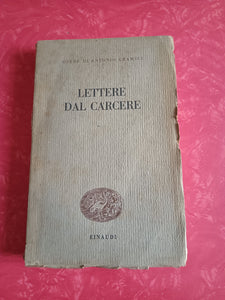 OPERE DI ANTONIO GRAMSCI
LETTERE
DAL CARCERE
EINAUDI